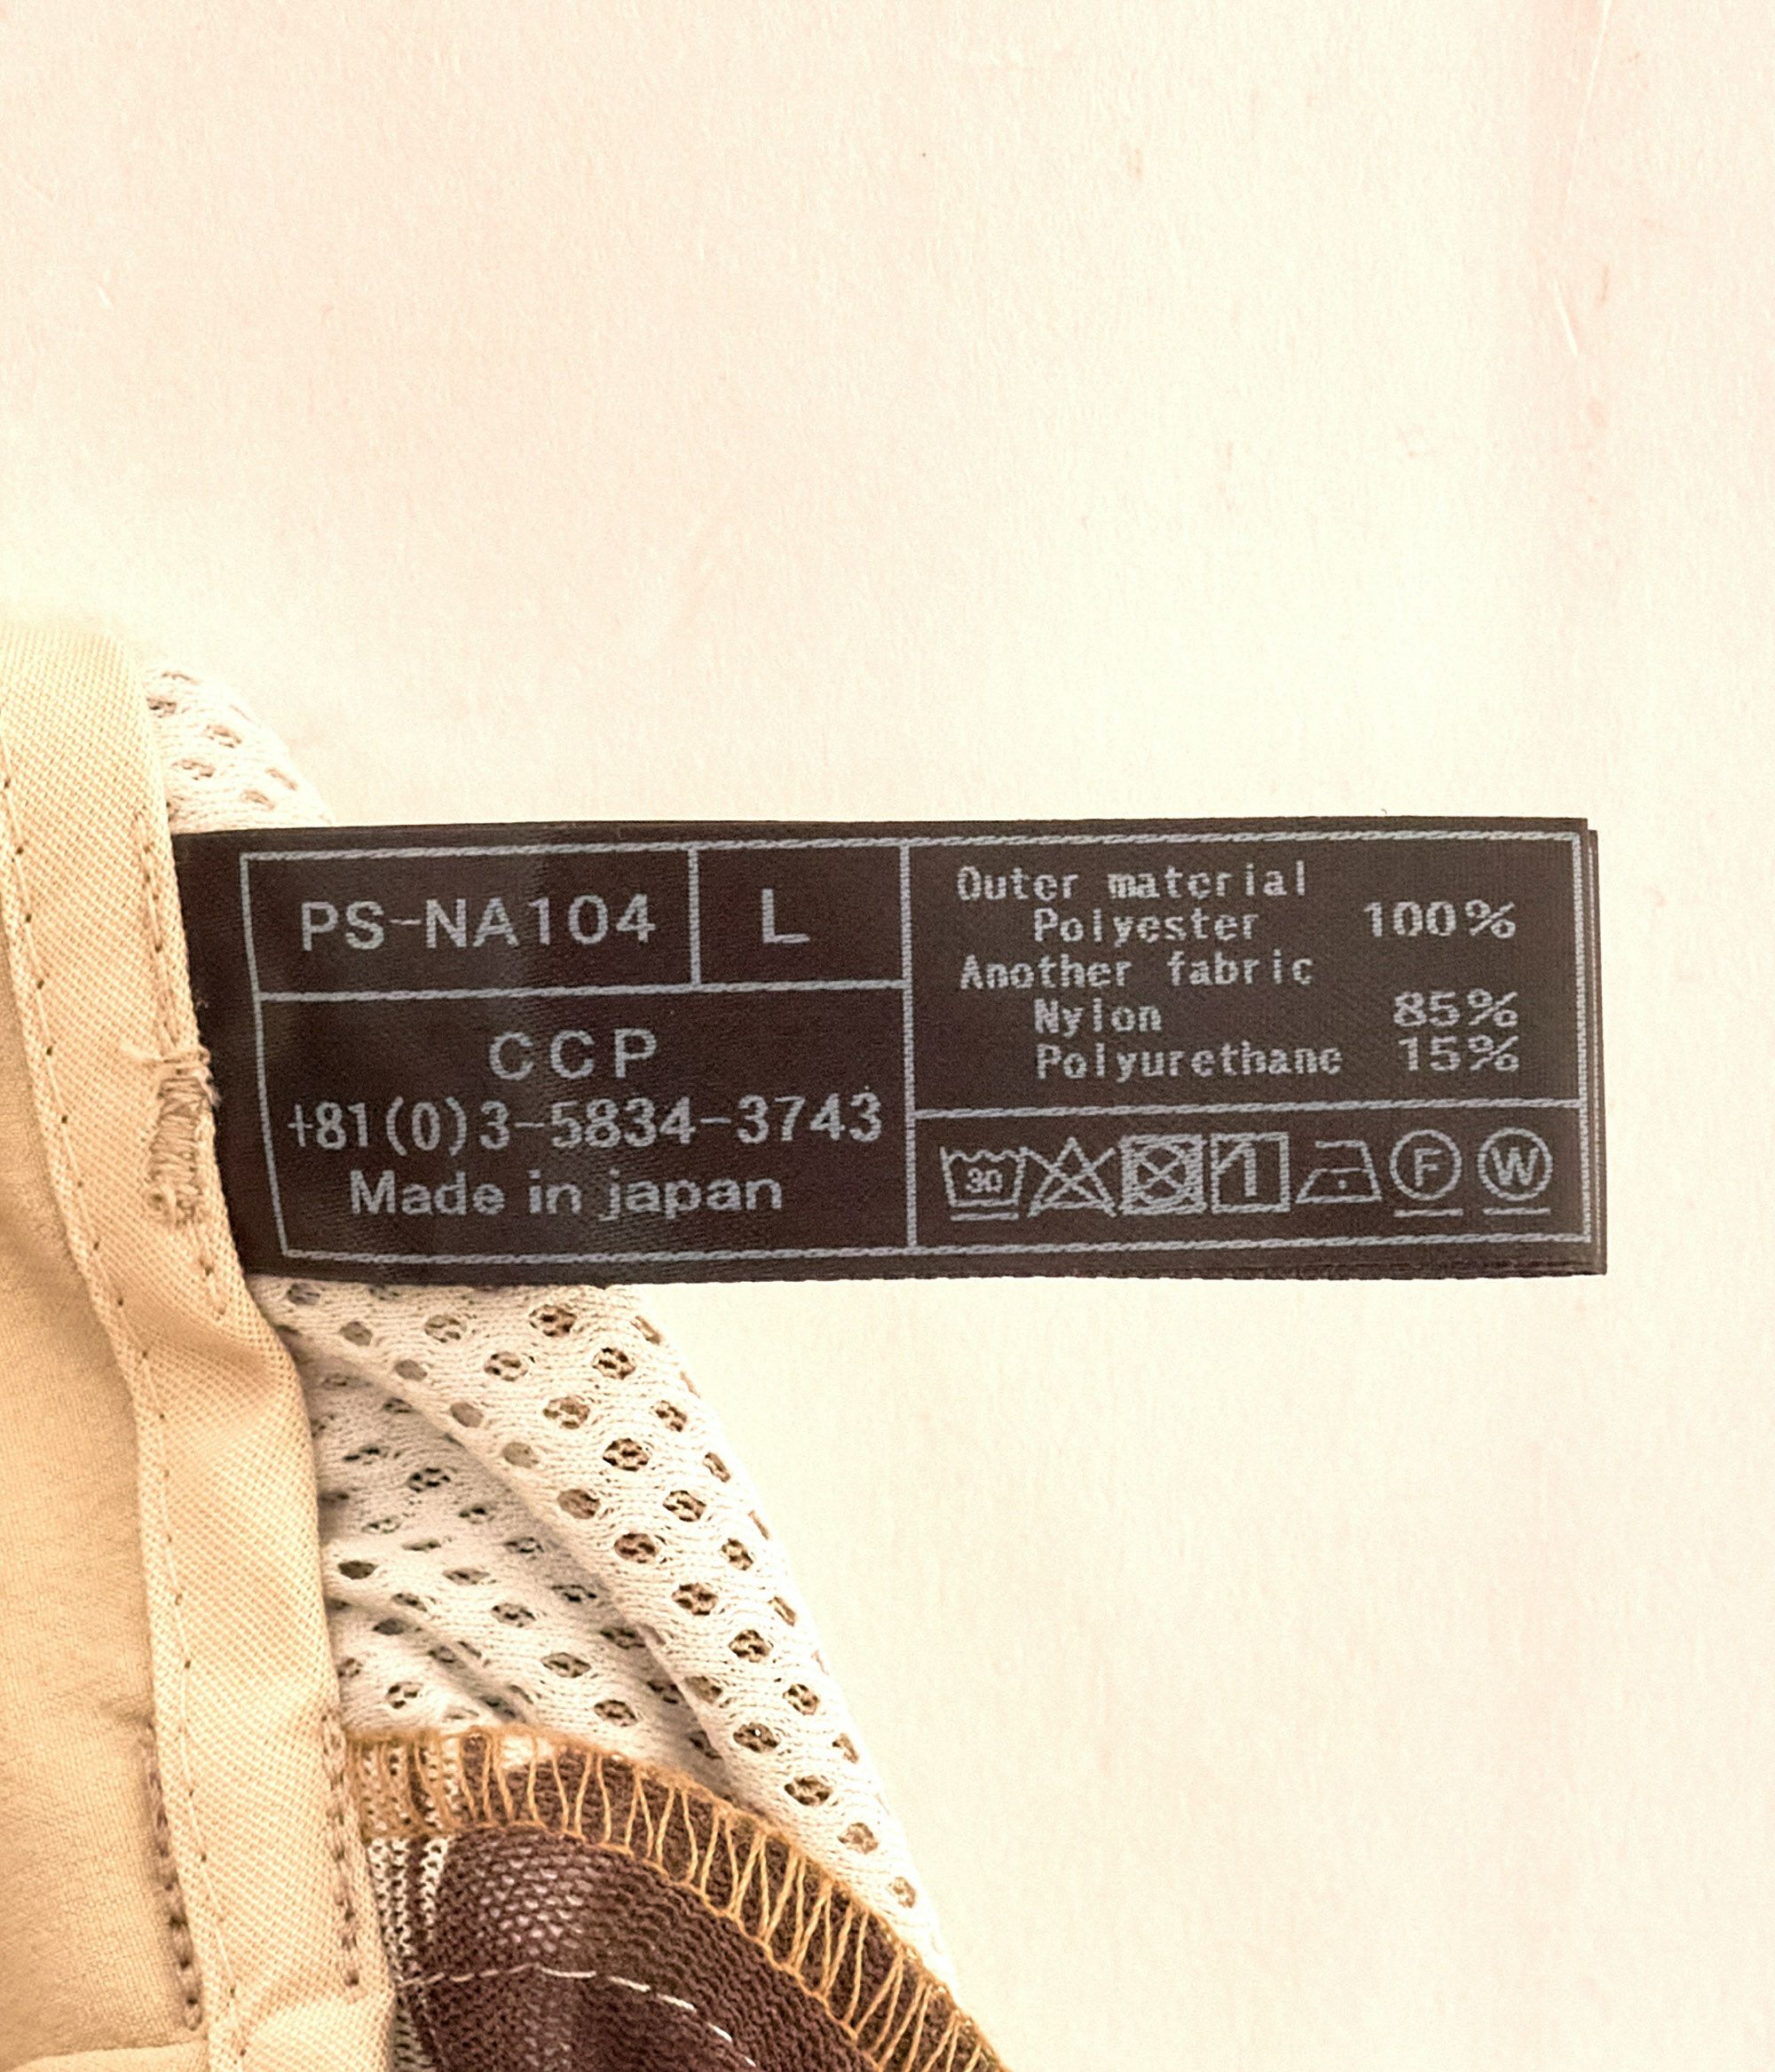 PS-NA104
L
CCP
+81(0)3-5834-3743
Made in japan
Outer material
Polyester 100%
Another fabric
Nylon 85%
Polyurethane 15%
30
F
W